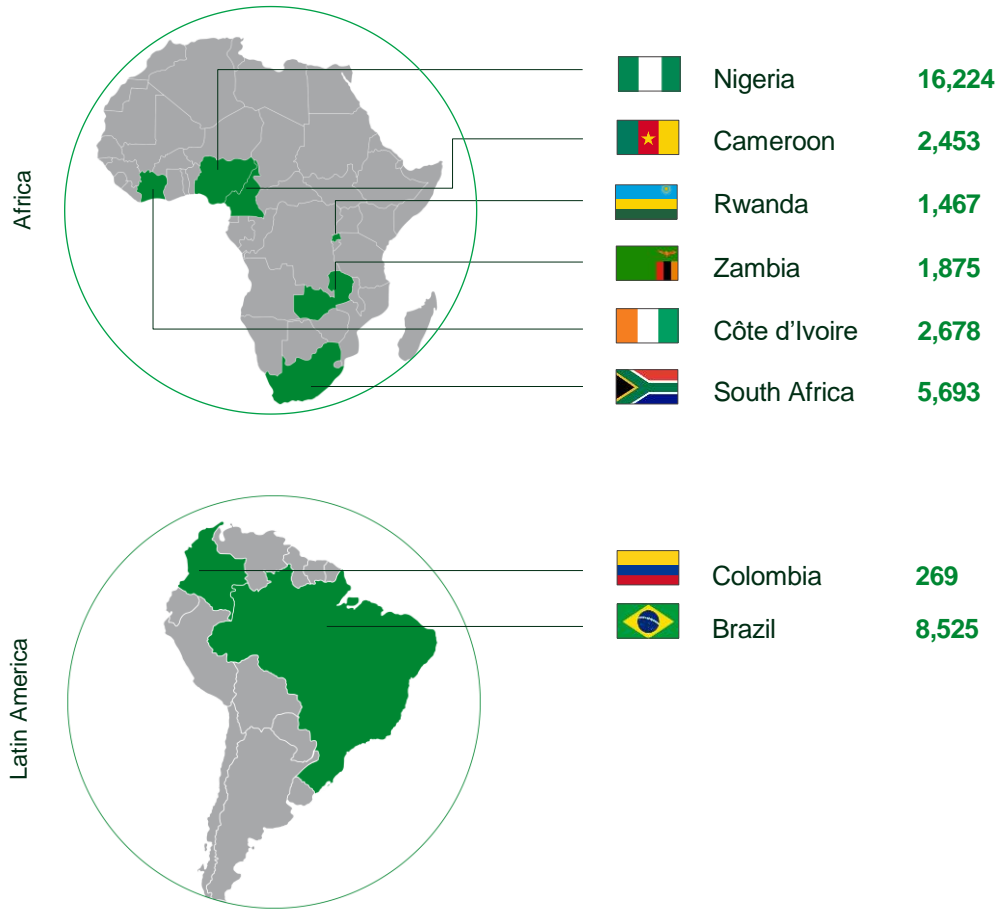 Africa
Nigeria 16,224
Cameroon 2,453
Rwanda 1,467
Zambia 1,875
Côte d’Ivoire 2,678
South Africa 5,693
Latin America
Colombia 269
Brazil 8,525